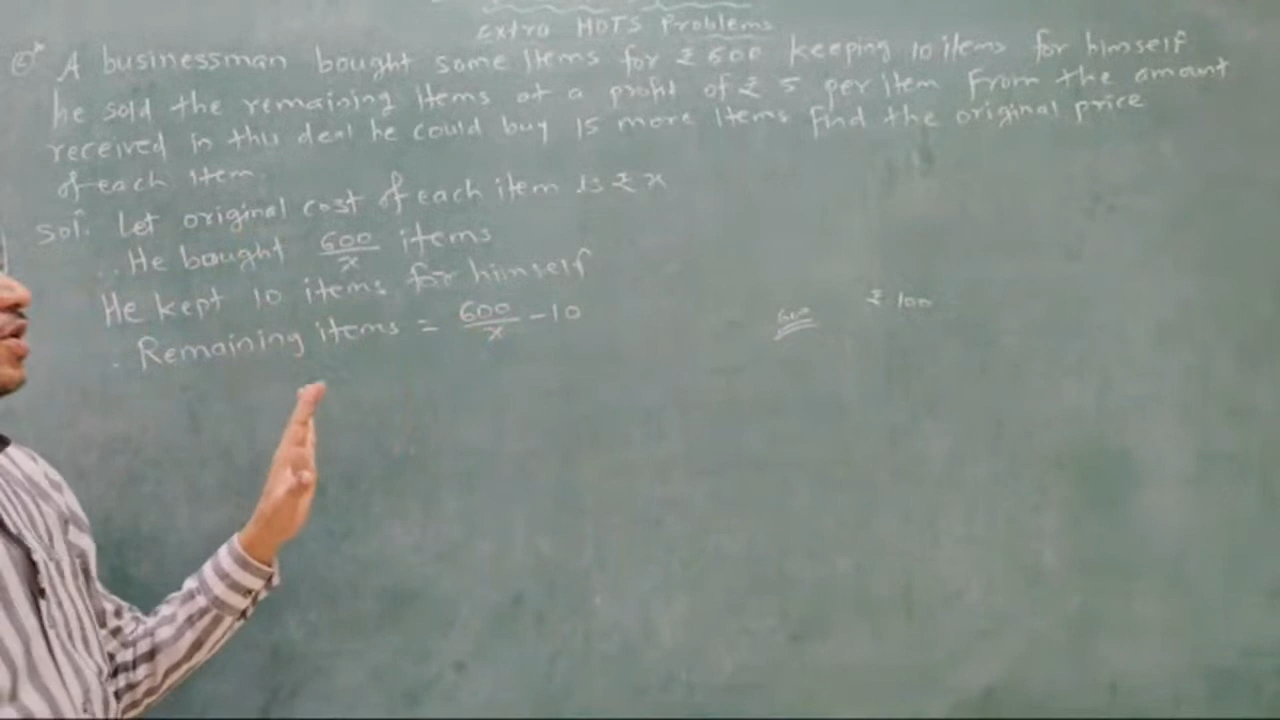 Extra HOTS Problems
A businessman bought some items for ₹ 600 keeping 10 items for himself
he sold the remaining items at a profit of ₹ 5 per item From the amount
received in this deal he could buy 15 more items Find the original price
of each item.
Sol. Let original cost of each item is ₹ x
∴ He bought 600/x items
He kept 10 items for himself
∴ Remaining items = 600/x - 10
600
₹ 100